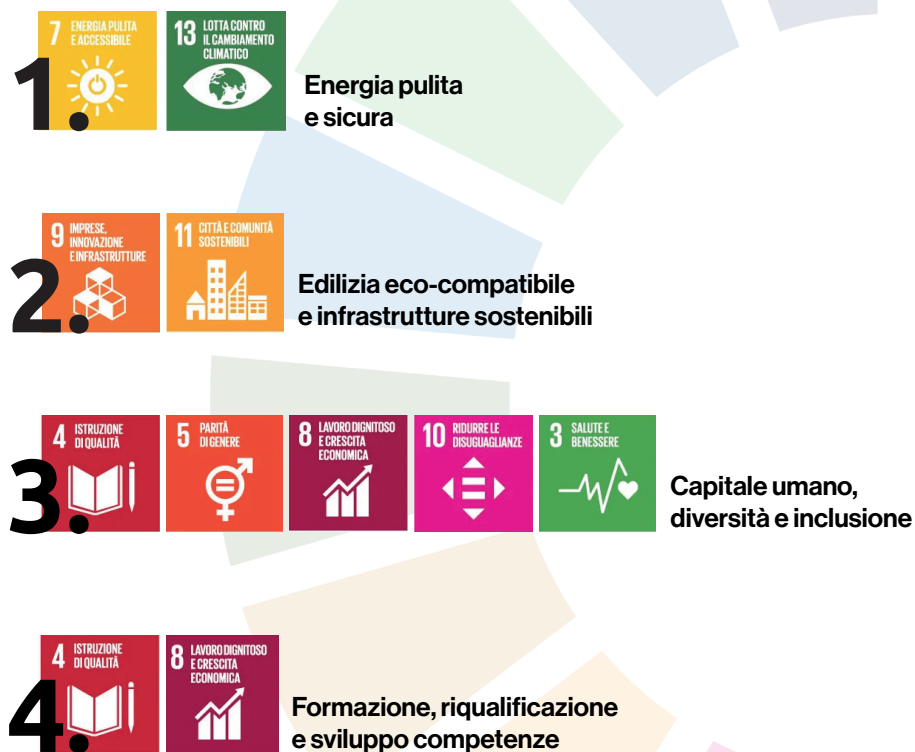 1.
7 ENERGIA PULITA
E ACCESSIBILE
13 LOTTA CONTRO
IL CAMBIAMENTO
CLIMATICO
Energia pulita
e sicura
2.
9 IMPRESE,
INNOVAZIONE
E INFRASTRUTTURE
11 CITTÀ E COMUNITÀ
SOSTENIBILI
Edilizia eco-compatibile
e infrastrutture sostenibili
3.
4 ISTRUZIONE
DI QUALITÀ
5 PARITÀ
DI GENERE
8 LAVORO DIGNITOSO
E CRESCITA
ECONOMICA
10 RIDURRE LE
DISUGUAGLIANZE
3 SALUTE E
BENESSERE
Capitale umano,
diversità e inclusione
4.
4 ISTRUZIONE
DI QUALITÀ
8 LAVORO DIGNITOSO
E CRESCITA
ECONOMICA
Formazione, riqualificazione
e sviluppo competenze